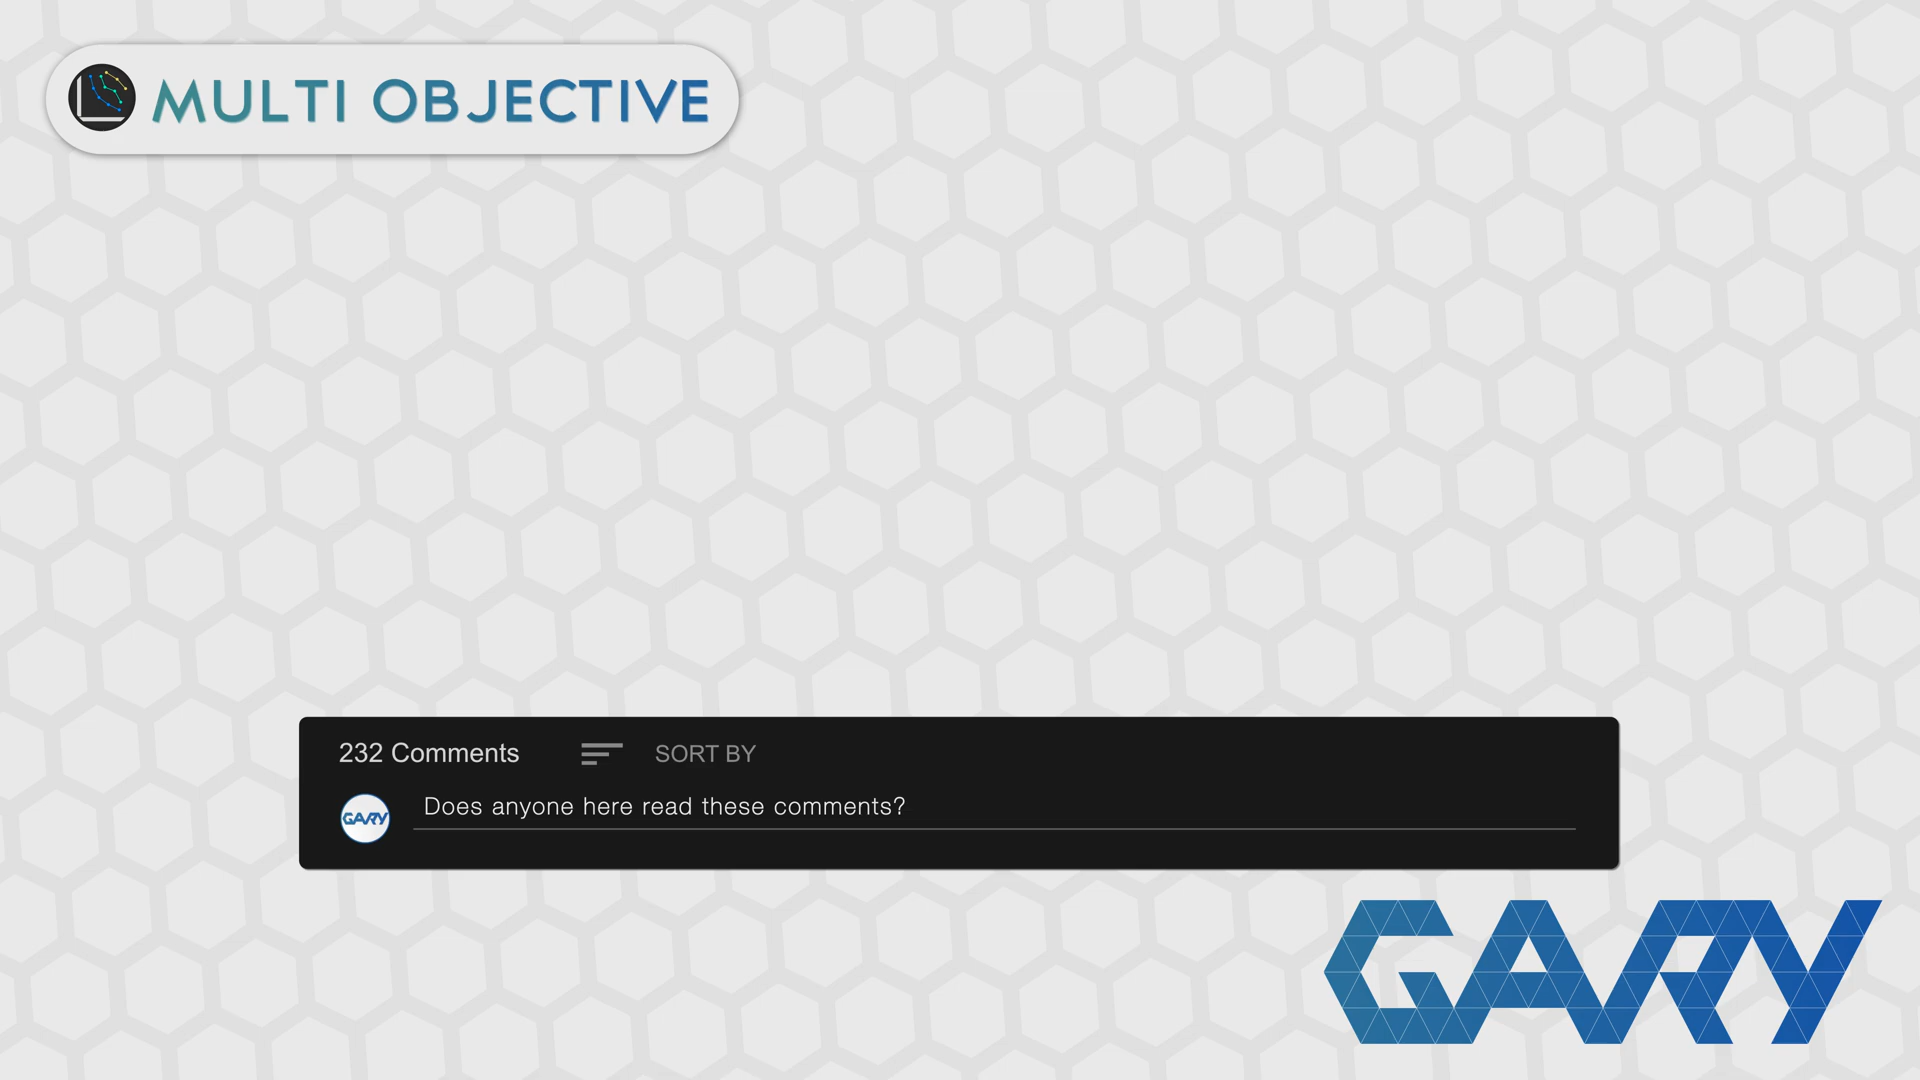 MULTI OBJECTIVE
232 Comments SORT BY
GARY Does anyone here read these comments?
GARY